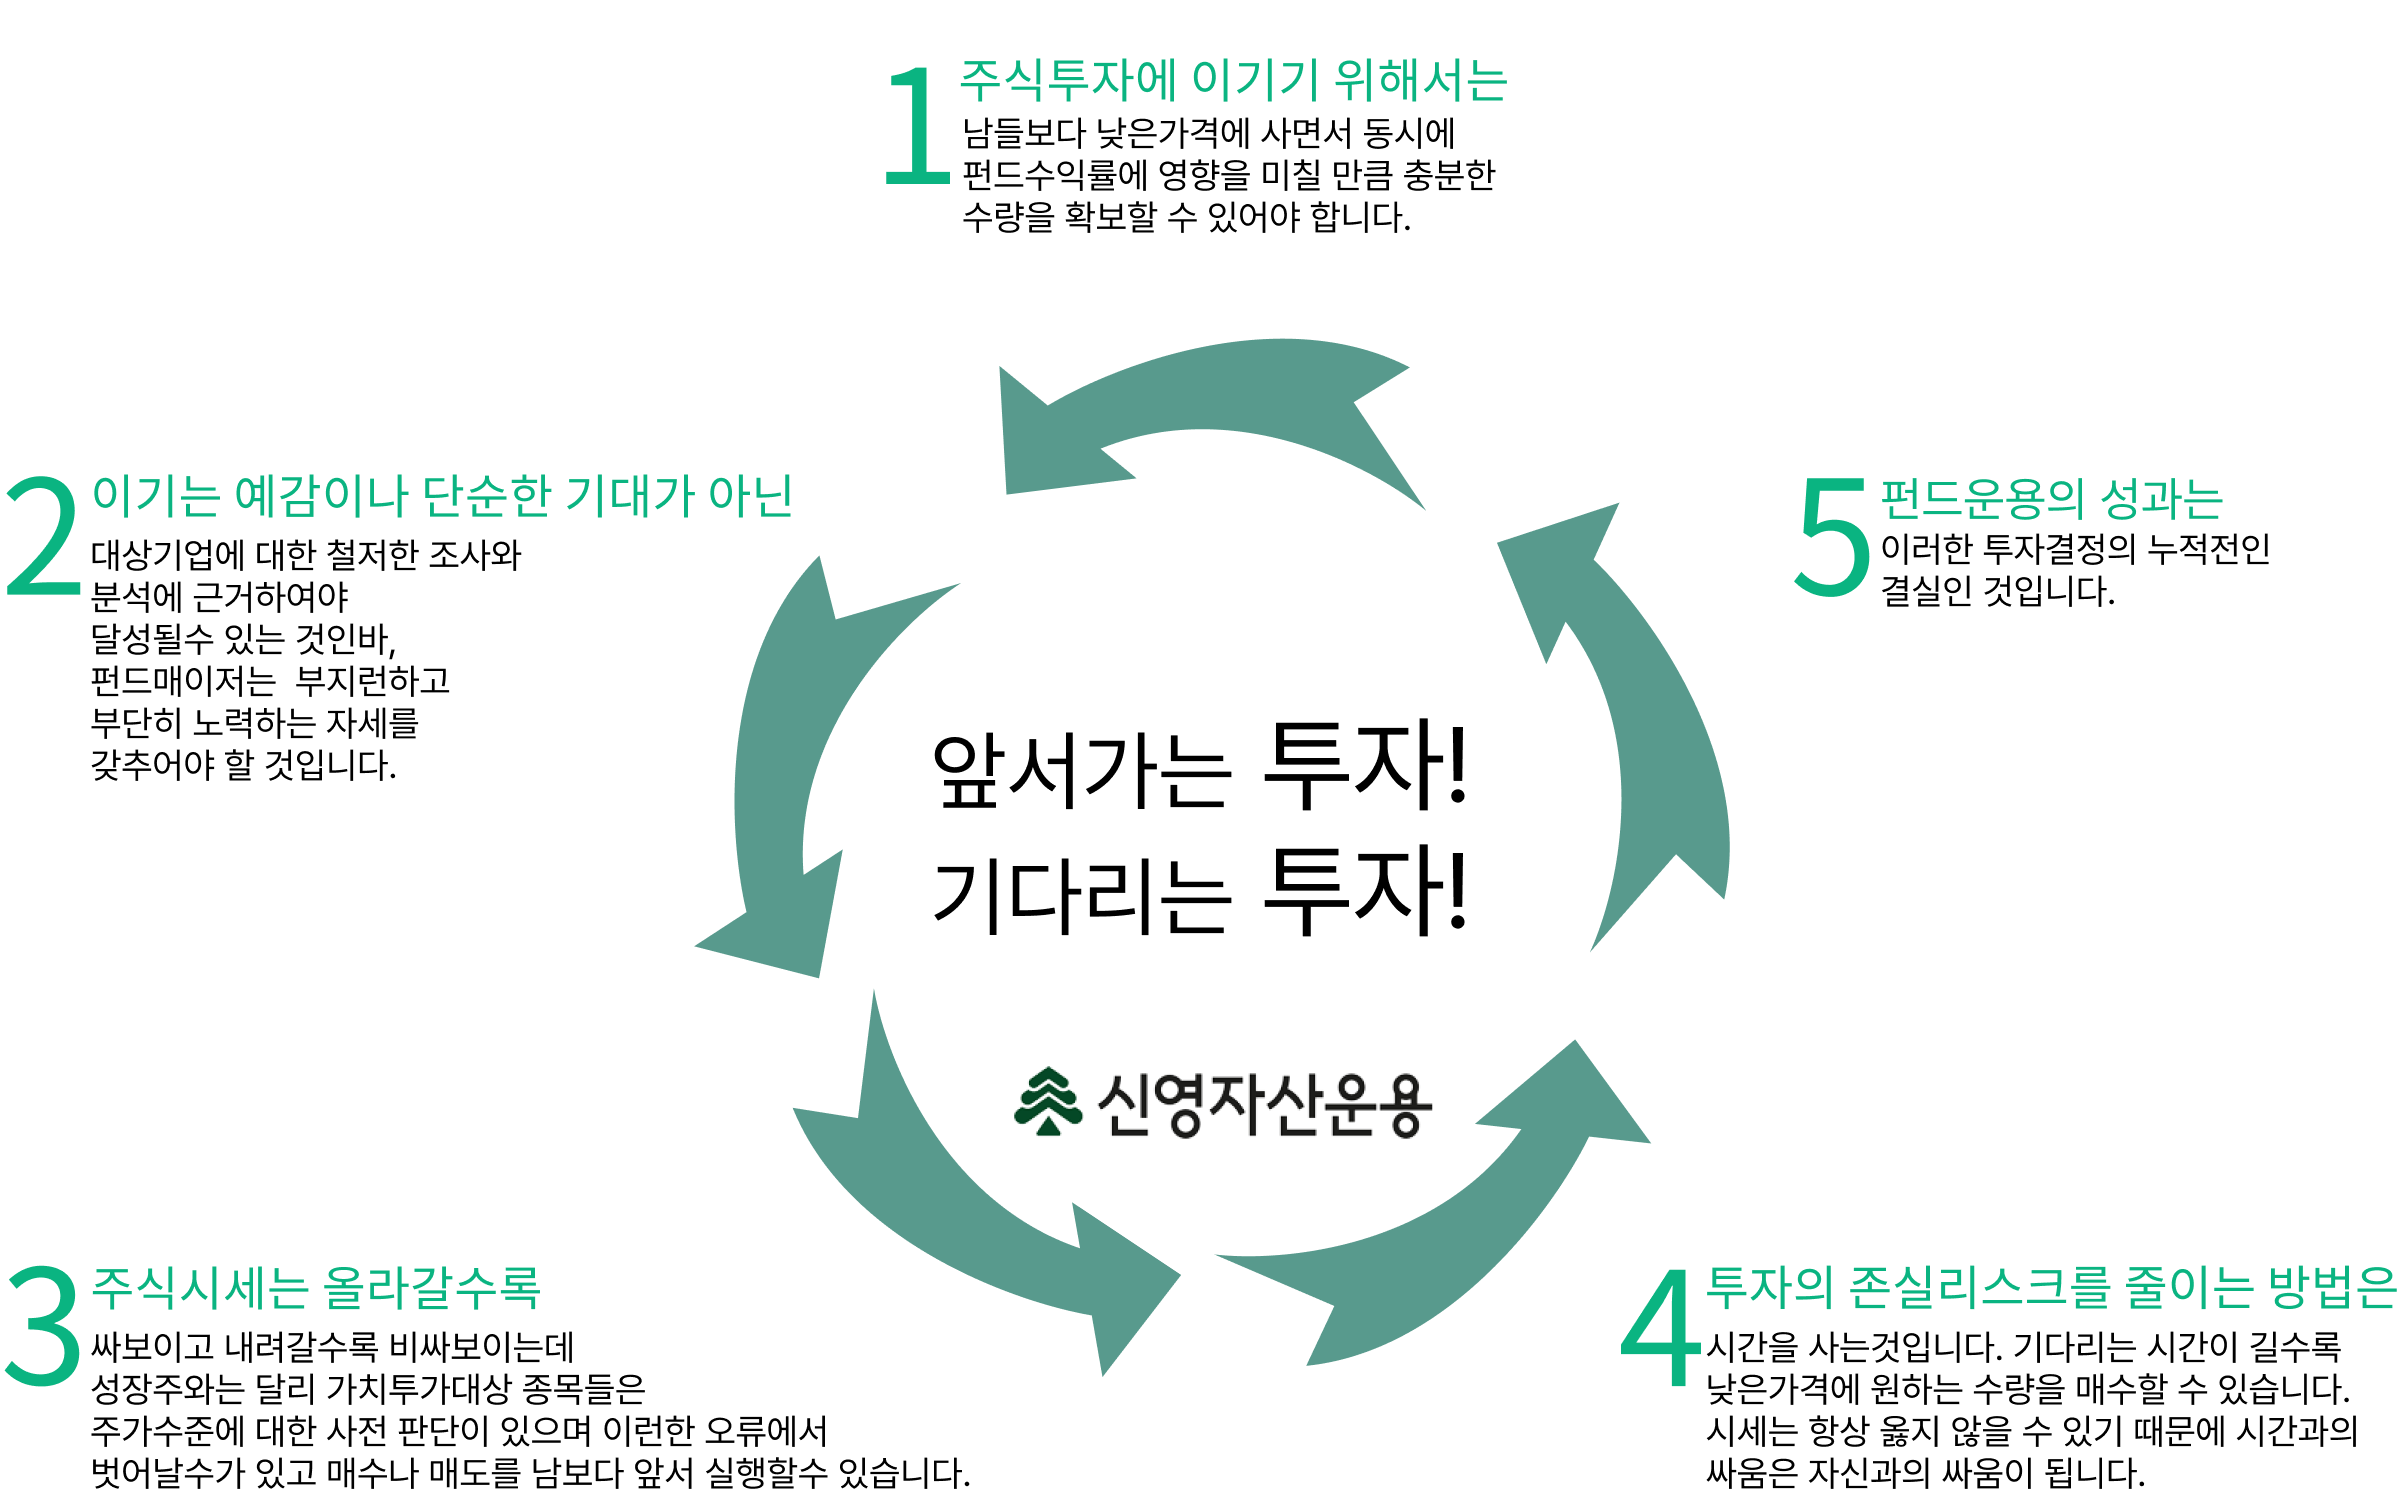 1
주식투자에 이기기 위해서는
남들보다 낮은가격에 사면서 동시에
펀드수익률에 영향을 미칠 만큼 충분한
수량을 확보할 수 있어야 합니다.
2
이기는 예감이나 단순한 기대가 아닌
대상기업에 대한 철저한 조사와
분석에 근거하여야
달성될수 있는 것인바,
펀드매이저는 부지런하고
부단히 노력하는 자세를
갖추어야 할 것입니다.
5
펀드운용의 성과는
이러한 투자결정의 누적전인
결실인 것입니다.
앞서가는 투자!
기다리는 투자!
신영자산운용
3
주식시세는 올라갈수록
싸보이고 내려갈수록 비싸보이는데
성장주와는 달리 가치투가대상 종목들은
주가수준에 대한 사전 판단이 있으며 이런한 오류에서
벗어날수가 있고 매수나 매도를 남보다 앞서 실행할수 있습니다.
4
투자의 손실리스크를 줄이는 방법은
시간을 사는것입니다. 기다리는 시간이 길수록
낮은가격에 원하는 수량을 매수할 수 있습니다.
시세는 항상 옳지 않을 수 있기 때문에 시간과의
싸움은 자신과의 싸움이 됩니다.